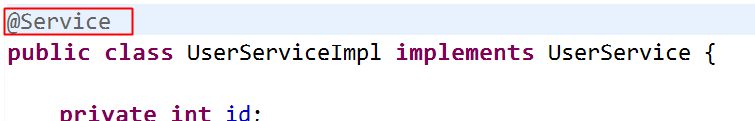 @Service
public class UserServiceImpl implements UserService {
private int id;